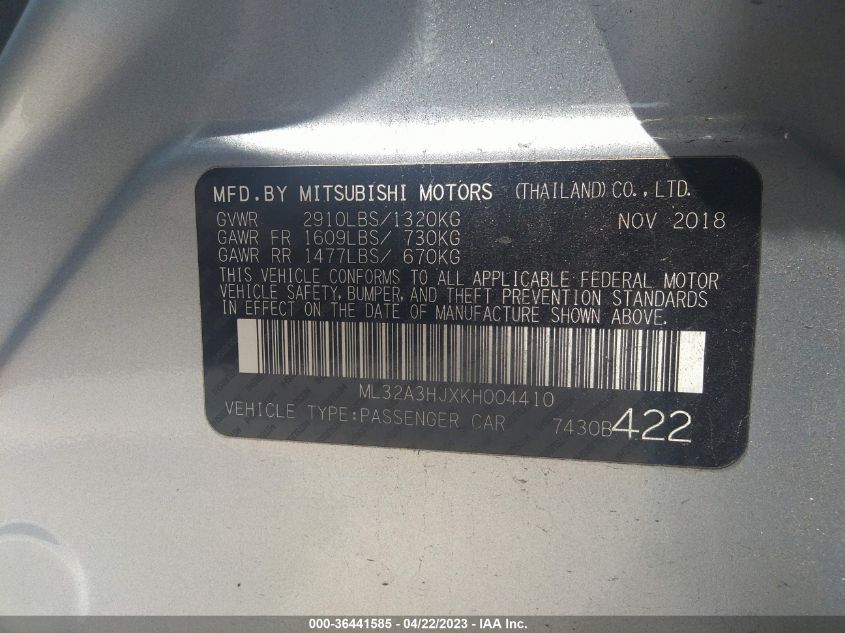 MFD.BY MITSUBISHI MOTORS (THAILAND) CO.,LTD.
GVWR 2910LBS/1320KG NOV 2018
GAWR FR 1609LBS/ 730KG
GAWR RR 1477LBS/ 670KG
THIS VEHICLE CONFORMS TO ALL APPLICABLE FEDERAL MOTOR
VEHICLE SAFETY, BUMPER, AND THEFT PREVENTION STANDARDS
IN EFFECT ON THE DATE OF MANUFACTURE SHOWN ABOVE.
ML32A3HJXKH004410
VEHICLE TYPE:PASSENGER CAR 7430B 422
000-36441585 - 04/22/2023 - IAA Inc.